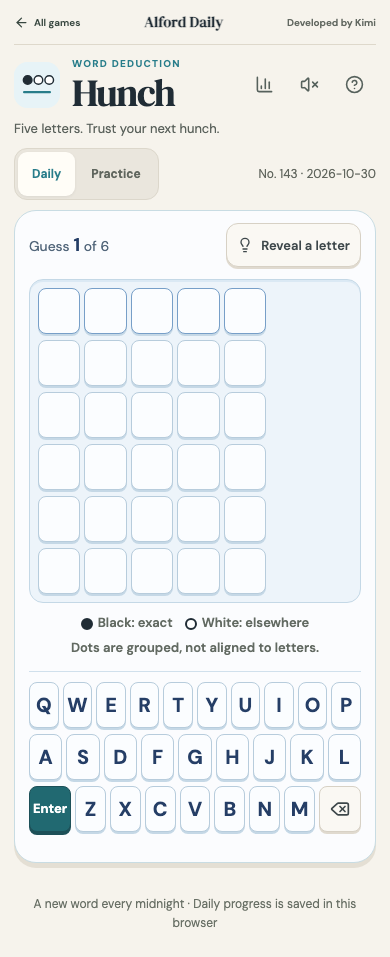 ← All games Alford Daily Developed by Kimi
WORD DEDUCTION
Hunch
Five letters. Trust your next hunch.
Daily Practice No. 143 · 2026-10-30
Guess 1 of 6 Reveal a letter
Black: exact White: elsewhere
Dots are grouped, not aligned to letters.
Q W E R T Y U I O P
A S D F G H J K L
Enter Z X C V B N M
A new word every midnight · Daily progress is saved in this
browser